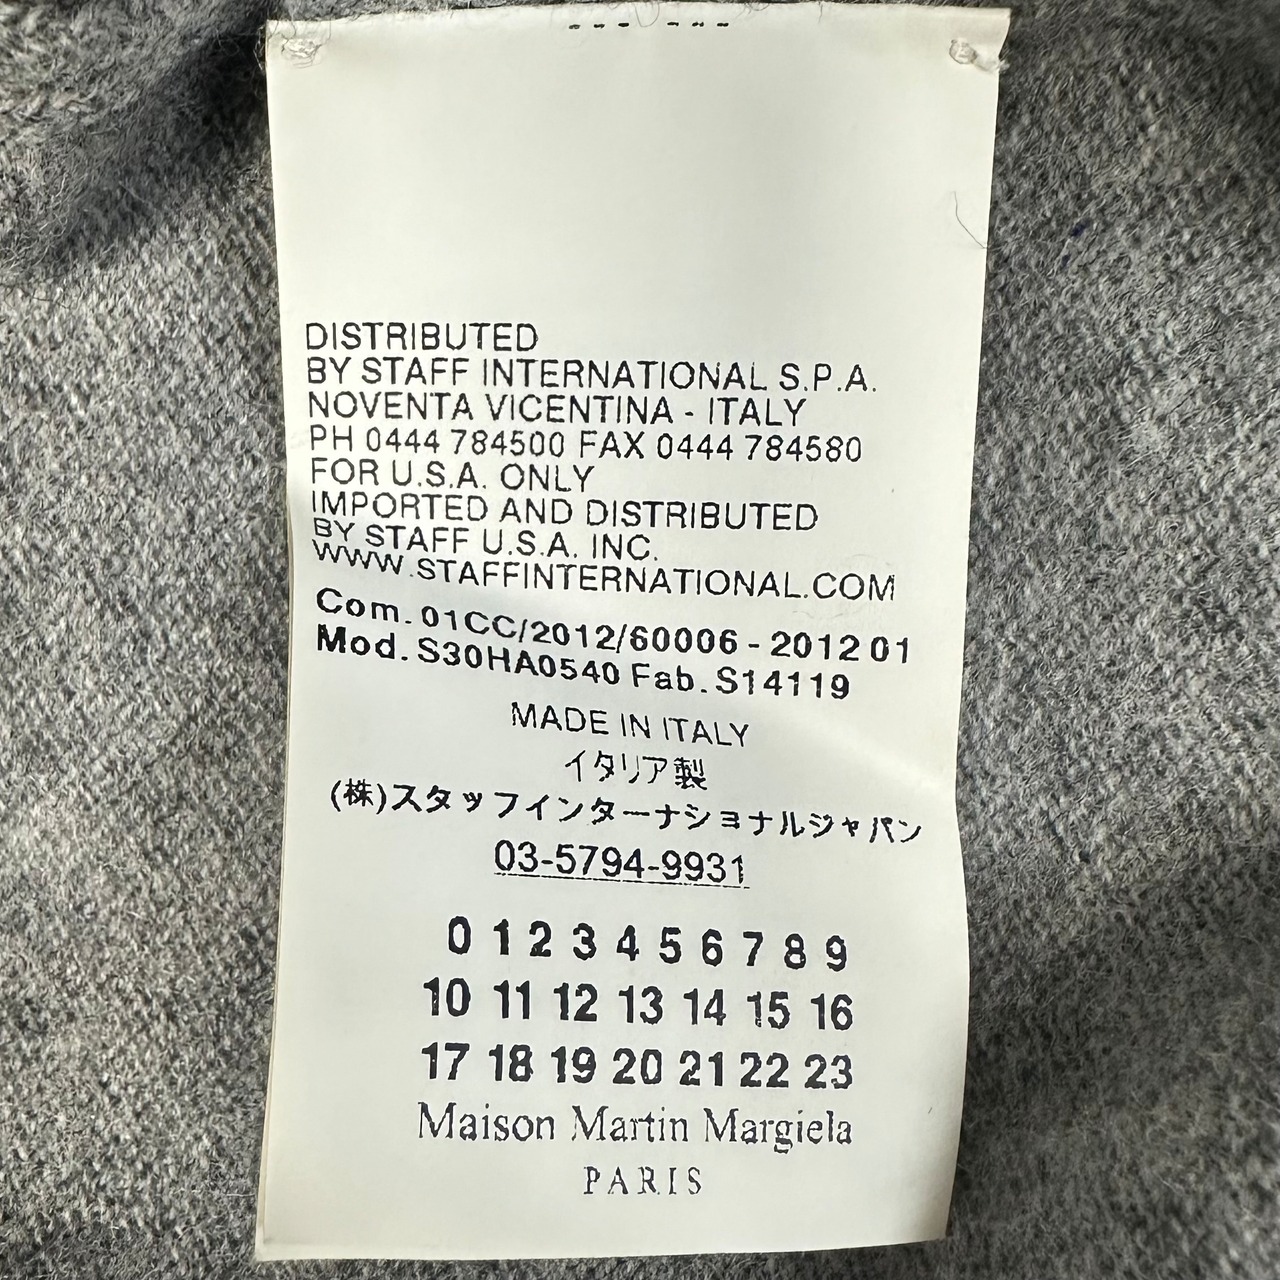 DISTRIBUTED
BY STAFF INTERNATIONAL S.P.A.
NOVENTA VICENTINA - ITALY
PH 0444 784500 FAX 0444 784580
FOR U.S.A. ONLY
IMPORTED AND DISTRIBUTED
BY STAFF U.S.A. INC.
WWW.STAFFINTERNATIONAL.COM
Com. 01CC/2012/60006 - 2012 01
Mod. S30HA0540 Fab. S14119
MADE IN ITALY
イタリア製
(株)スタッフインターナショナルジャパン
03-5794-9931
0 1 2 3 4 5 6 7 8 9
10 11 12 13 14 15 16
17 18 19 20 21 22 23
Maison Martin Margiela
PARIS